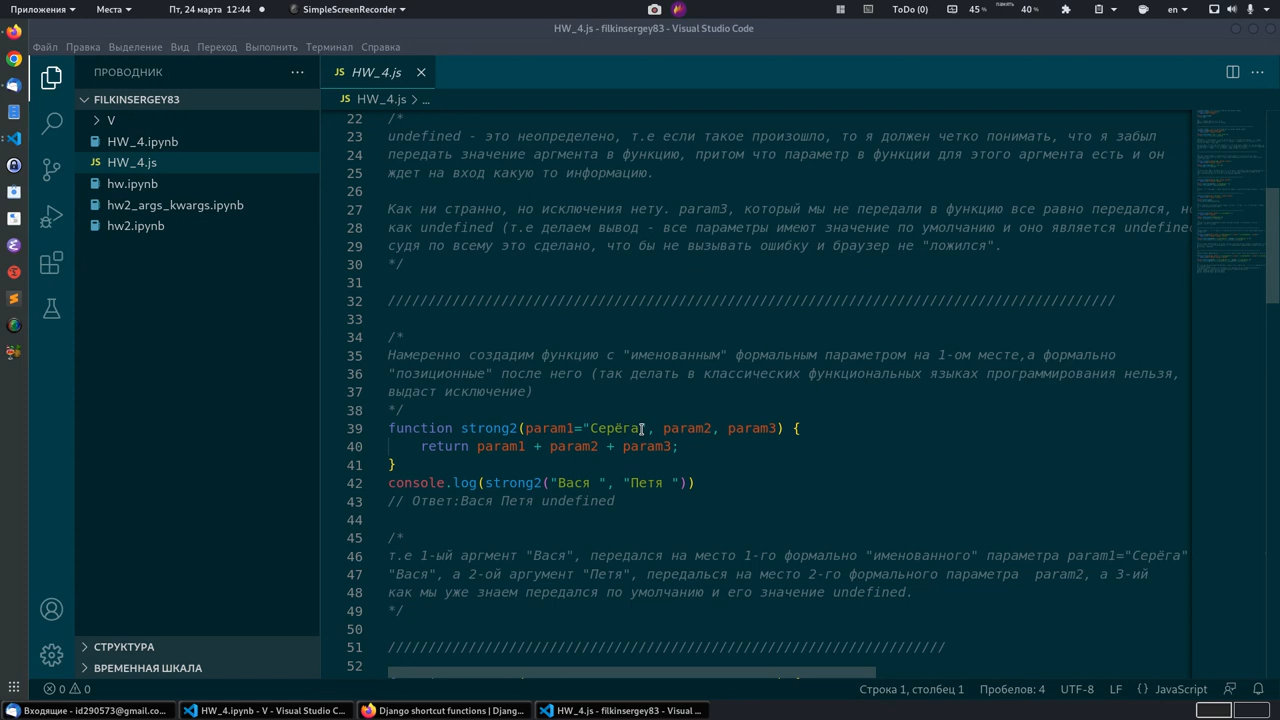 Приложения Места Пт, 24 марта 12:44 SimpleScreenRecorder ToDo (0) 45% память 40% en
HW_4.js - filkinsergey83 - Visual Studio Code
Файл Правка Выделение Вид Переход Выполнить Терминал Справка
ПРОВОДНИК
JS HW_4.js
FILKINSERGEY83
JS HW_4.js > ...
V
HW_4.ipynb
JS HW_4.js
hw.ipynb
hw2_args_kwargs.ipynb
hw2.ipynb
22 /*
23 undefined - это неопределено, т.е если такое произошло, то я должен четко понимать, что я забыл
24 передать значение аргмента в функцию, притом что параметр в функции для этого аргмента есть и он
25 ждет на вход какую то информацию.
26
27 Как ни странно, но исключения нету. param3, который мы не передали в функцию все равно передался, но
28 как undefined (т.е делаем вывод - все параметры имеют значение по умолчанию и оно является undefined
29 судя по всему это сделано, что бы не вызывать ошибку и браузер не "ложился".
30 */
31
32 //////////////////////////////////////////////////////////////////////////////////////////
33
34 /*
35 Намеренно создадим функцию с "именованным" формальным параметром на 1-ом месте,а формально
36 "позиционные" после него (так делать в классических функциональных языках программирования нельзя,
37 выдаст исключение)
38 */
39 function strong2(param1="Серёга", param2, param3) {
40 return param1 + param2 + param3;
41 }
42 console.log(strong2("Вася ", "Петя "))
43 // Ответ:Вася Петя undefined
44
45 /*
46 т.е 1-ый аргмент "Вася", передался на место 1-го формально "именованного" параметра param1="Серёга"
47 "Вася", а 2-ой аргумент "Петя", передалься на место 2-го формального параметра  param2, а 3-ий
48 как мы уже знаем передался по умолчанию и его значение undefined.
49 */
50
51 /////////////////////////////////////////////////////////////////////
52
СТРУКТУРА
ВРЕМЕННАЯ ШКАЛА
0 0 Строка 1, столбец 1 Пробелов: 4 UTF-8 LF {} JavaScript
Входящие - id290573@gmail.co... HW_4.ipynb - V - Visual Studio C... Django shortcut functions | Djang... HW_4.js - filkinsergey83 - Visual ...